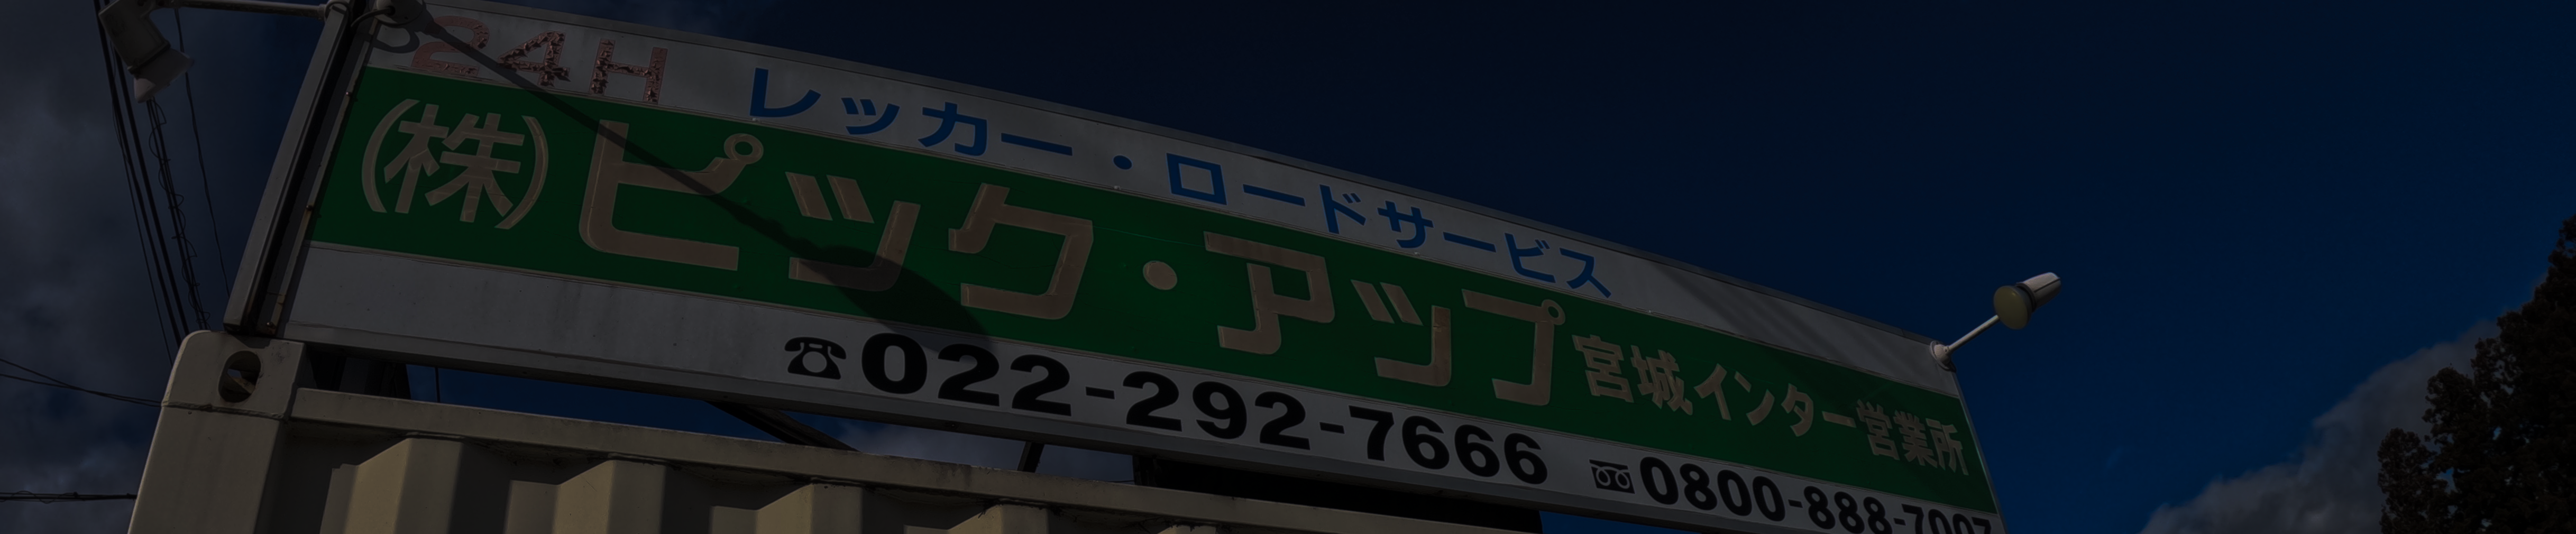 24H レッカー・ロードサービス
(株)ピック・アップ 宮城インター営業所
☎022-292-7666 0800-888-7007